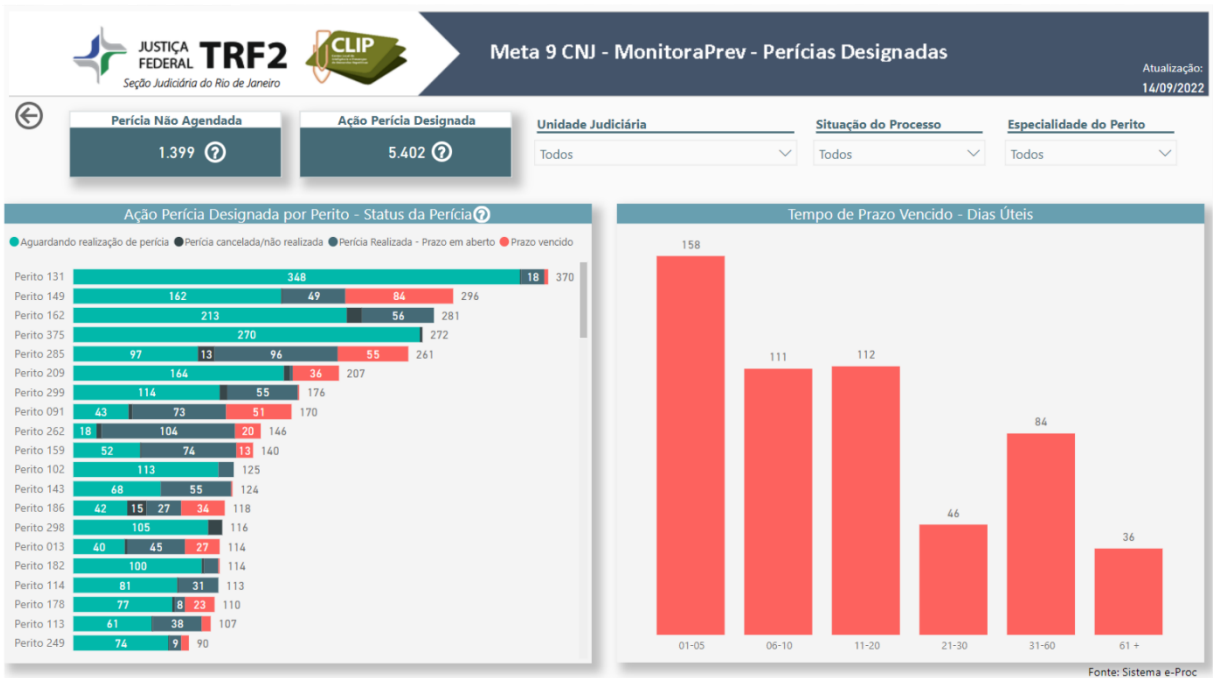 JUSTIÇA
FEDERAL
TRF2
Seção Judiciária do Rio de Janeiro
CLIP
Meta 9 CNJ - MonitoraPrev - Perícias Designadas
Atualização:
14/09/2022
Perícia Não Agendada
1.399 ?
Ação Perícia Designada
5.402 ?
Unidade Judiciária
Todos
Situação do Processo
Todos
Especialidade do Perito
Todos
Ação Perícia Designada por Perito - Status da Perícia ?
Aguardando realização de perícia Perícia cancelada/não realizada Perícia Realizada - Prazo em aberto Prazo vencido
Perito 131 348 18 370
Perito 149 162 49 84 296
Perito 162 213 56 281
Perito 375 270 272
Perito 285 97 13 96 55 261
Perito 209 164 36 207
Perito 299 114 55 176
Perito 091 43 73 51 170
Perito 262 18 104 20 146
Perito 159 52 74 13 140
Perito 102 113 125
Perito 143 68 55 124
Perito 186 42 15 27 34 118
Perito 298 105 116
Perito 013 40 45 27 114
Perito 182 100 114
Perito 114 81 31 113
Perito 178 77 8 23 110
Perito 113 61 38 107
Perito 249 74 9 90
Tempo de Prazo Vencido - Dias Úteis
158
111
112
46
84
36
01-05 06-10 11-20 21-30 31-60 61 +
Fonte: Sistema e-Proc